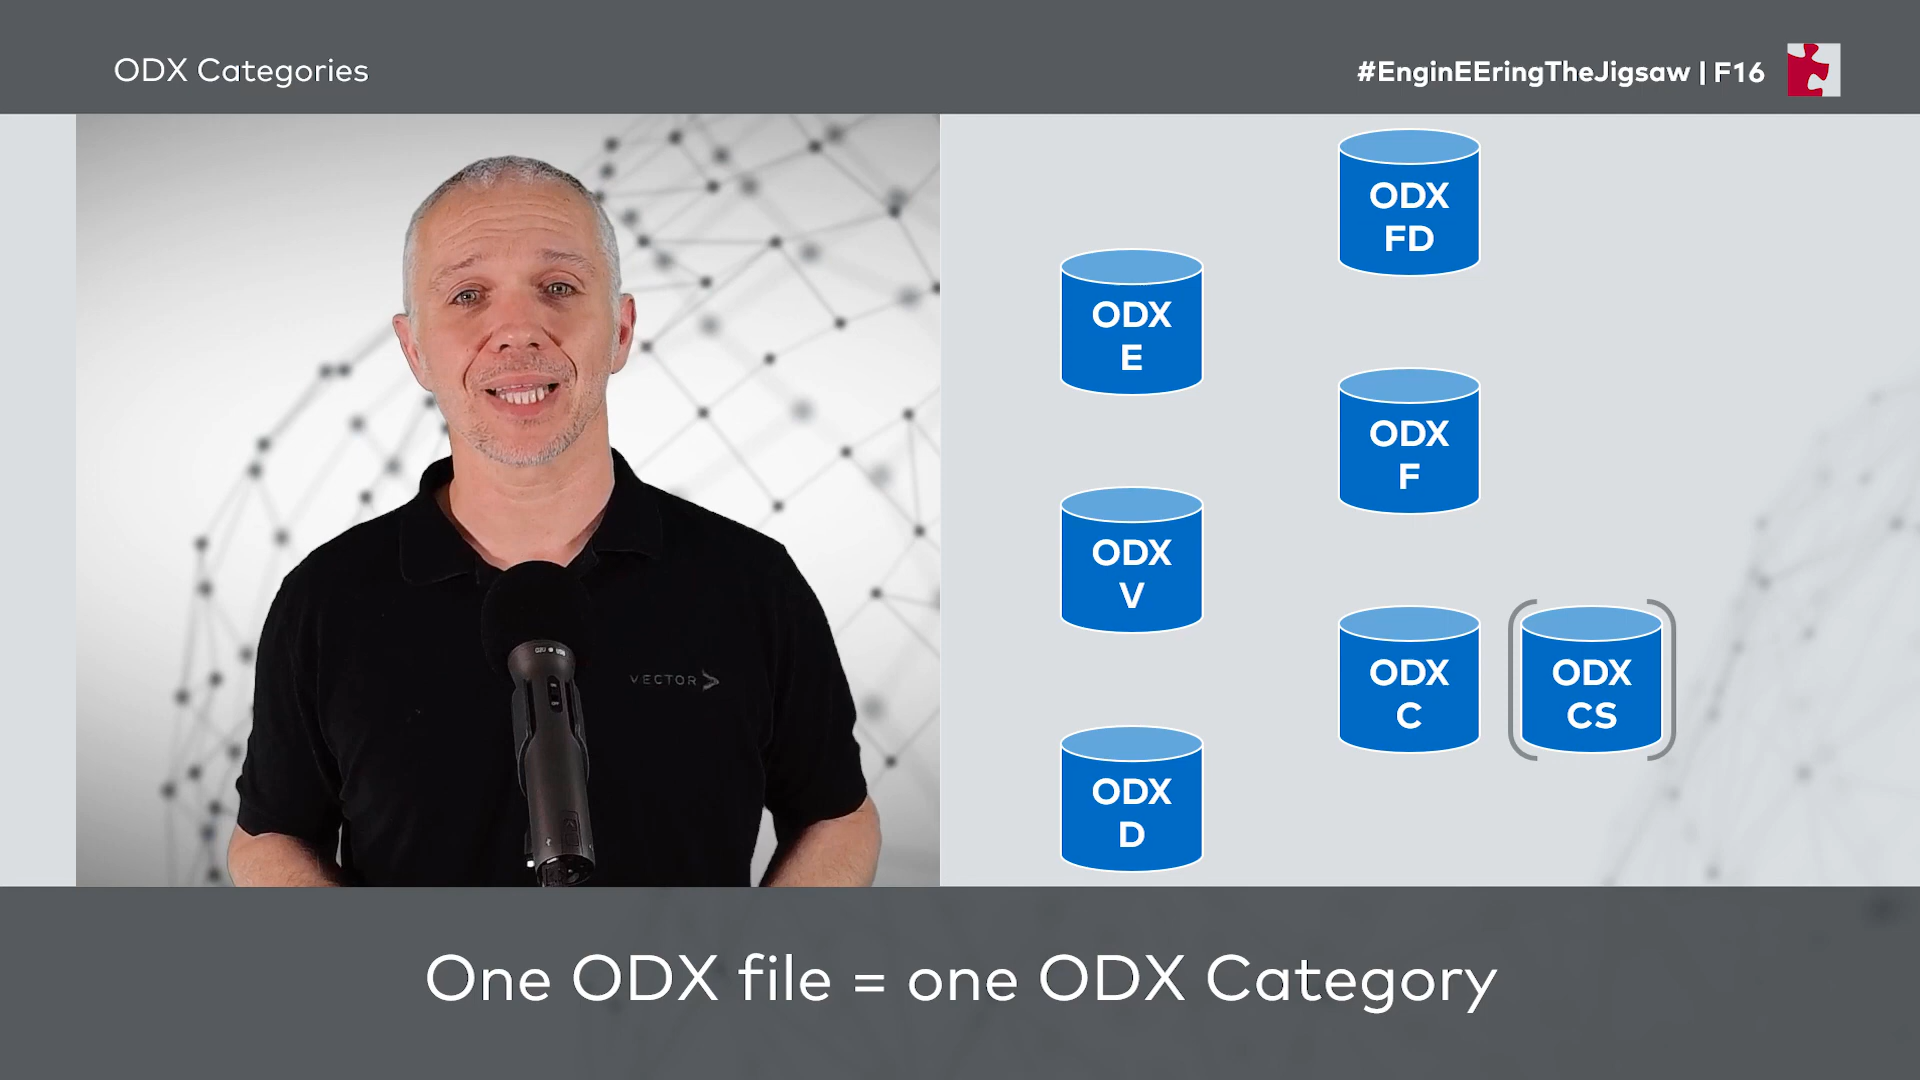 ODX Categories
#EnginEEringTheJigsaw | F16
ODX
FD
ODX
E
ODX
F
ODX
V
ODX
C
ODX
CS
ODX
D
VECTOR
One ODX file = one ODX Category